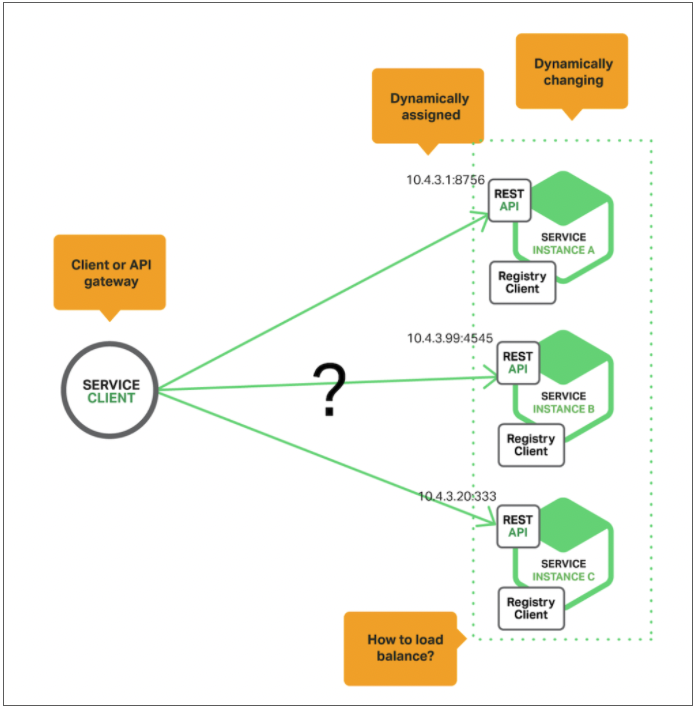 Dynamically
changing
Dynamically
assigned
10.4.3.1:8756
REST
API
SERVICE
INSTANCE A
Registry
Client
Client or API
gateway
SERVICE
CLIENT
?
10.4.3.99:4545
REST
API
SERVICE
INSTANCE B
Registry
Client
10.4.3.20:333
REST
API
SERVICE
INSTANCE C
Registry
Client
How to load
balance?